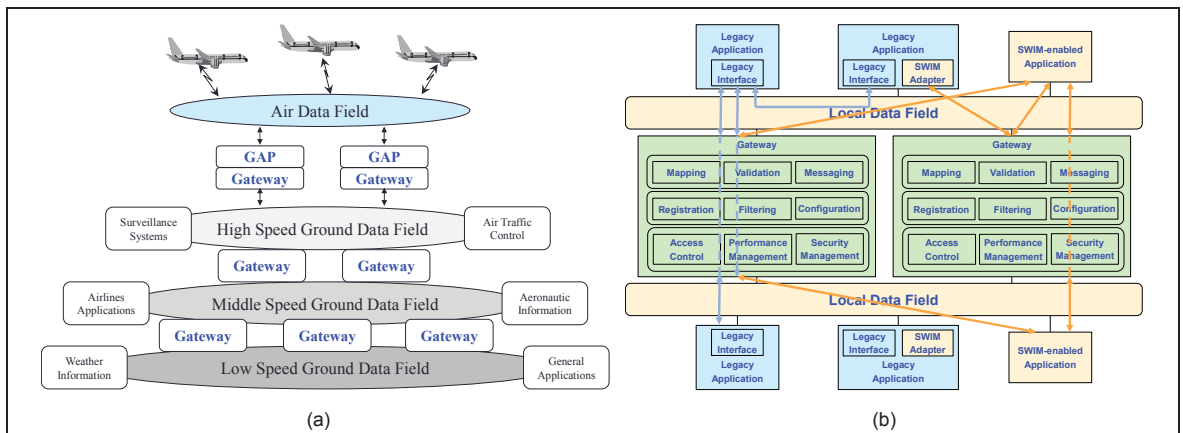 Air Data Field
GAP
GAP
Gateway
Gateway
Surveillance
Systems
High Speed Ground Data Field
Air Traffic
Control
Gateway
Gateway
Airlines
Applications
Middle Speed Ground Data Field
Aeronautic
Information
Gateway
Gateway
Gateway
Weather
Information
Low Speed Ground Data Field
General
Applications
(a)
Legacy
Application
Legacy
Interface
Legacy
Application
Legacy
Interface
SWIM
Adapter
SWIM-enabled
Application
Local Data Field
Gateway
Mapping
Validation
Messaging
Registration
Filtering
Configuration
Access
Control
Performance
Management
Security
Management
Gateway
Mapping
Validation
Messaging
Registration
Filtering
Configuration
Access
Control
Performance
Management
Security
Management
Local Data Field
Legacy
Interface
Legacy
Application
Legacy
Interface
SWIM
Adapter
Legacy
Application
SWIM-enabled
Application
(b)